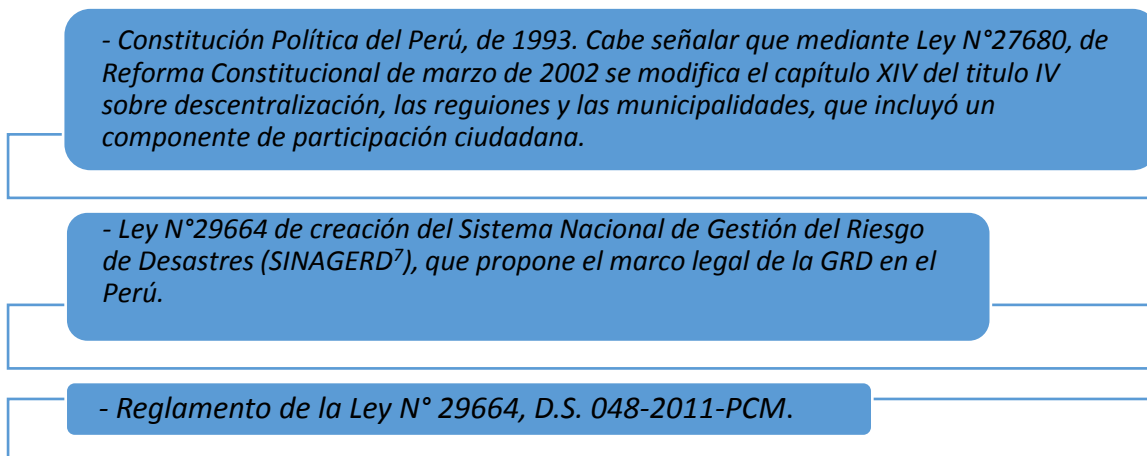 - Constitución Política del Perú, de 1993. Cabe señalar que mediante Ley N°27680, de
Reforma Constitucional de marzo de 2002 se modifica el capítulo XIV del titulo IV
sobre descentralización, las reguiones y las municipalidades, que incluyó un
componente de participación ciudadana.
- Ley N°29664 de creación del Sistema Nacional de Gestión del Riesgo
de Desastres (SINAGERD⁷), que propone el marco legal de la GRD en el
Perú.
- Reglamento de la Ley N° 29664, D.S. 048-2011-PCM.